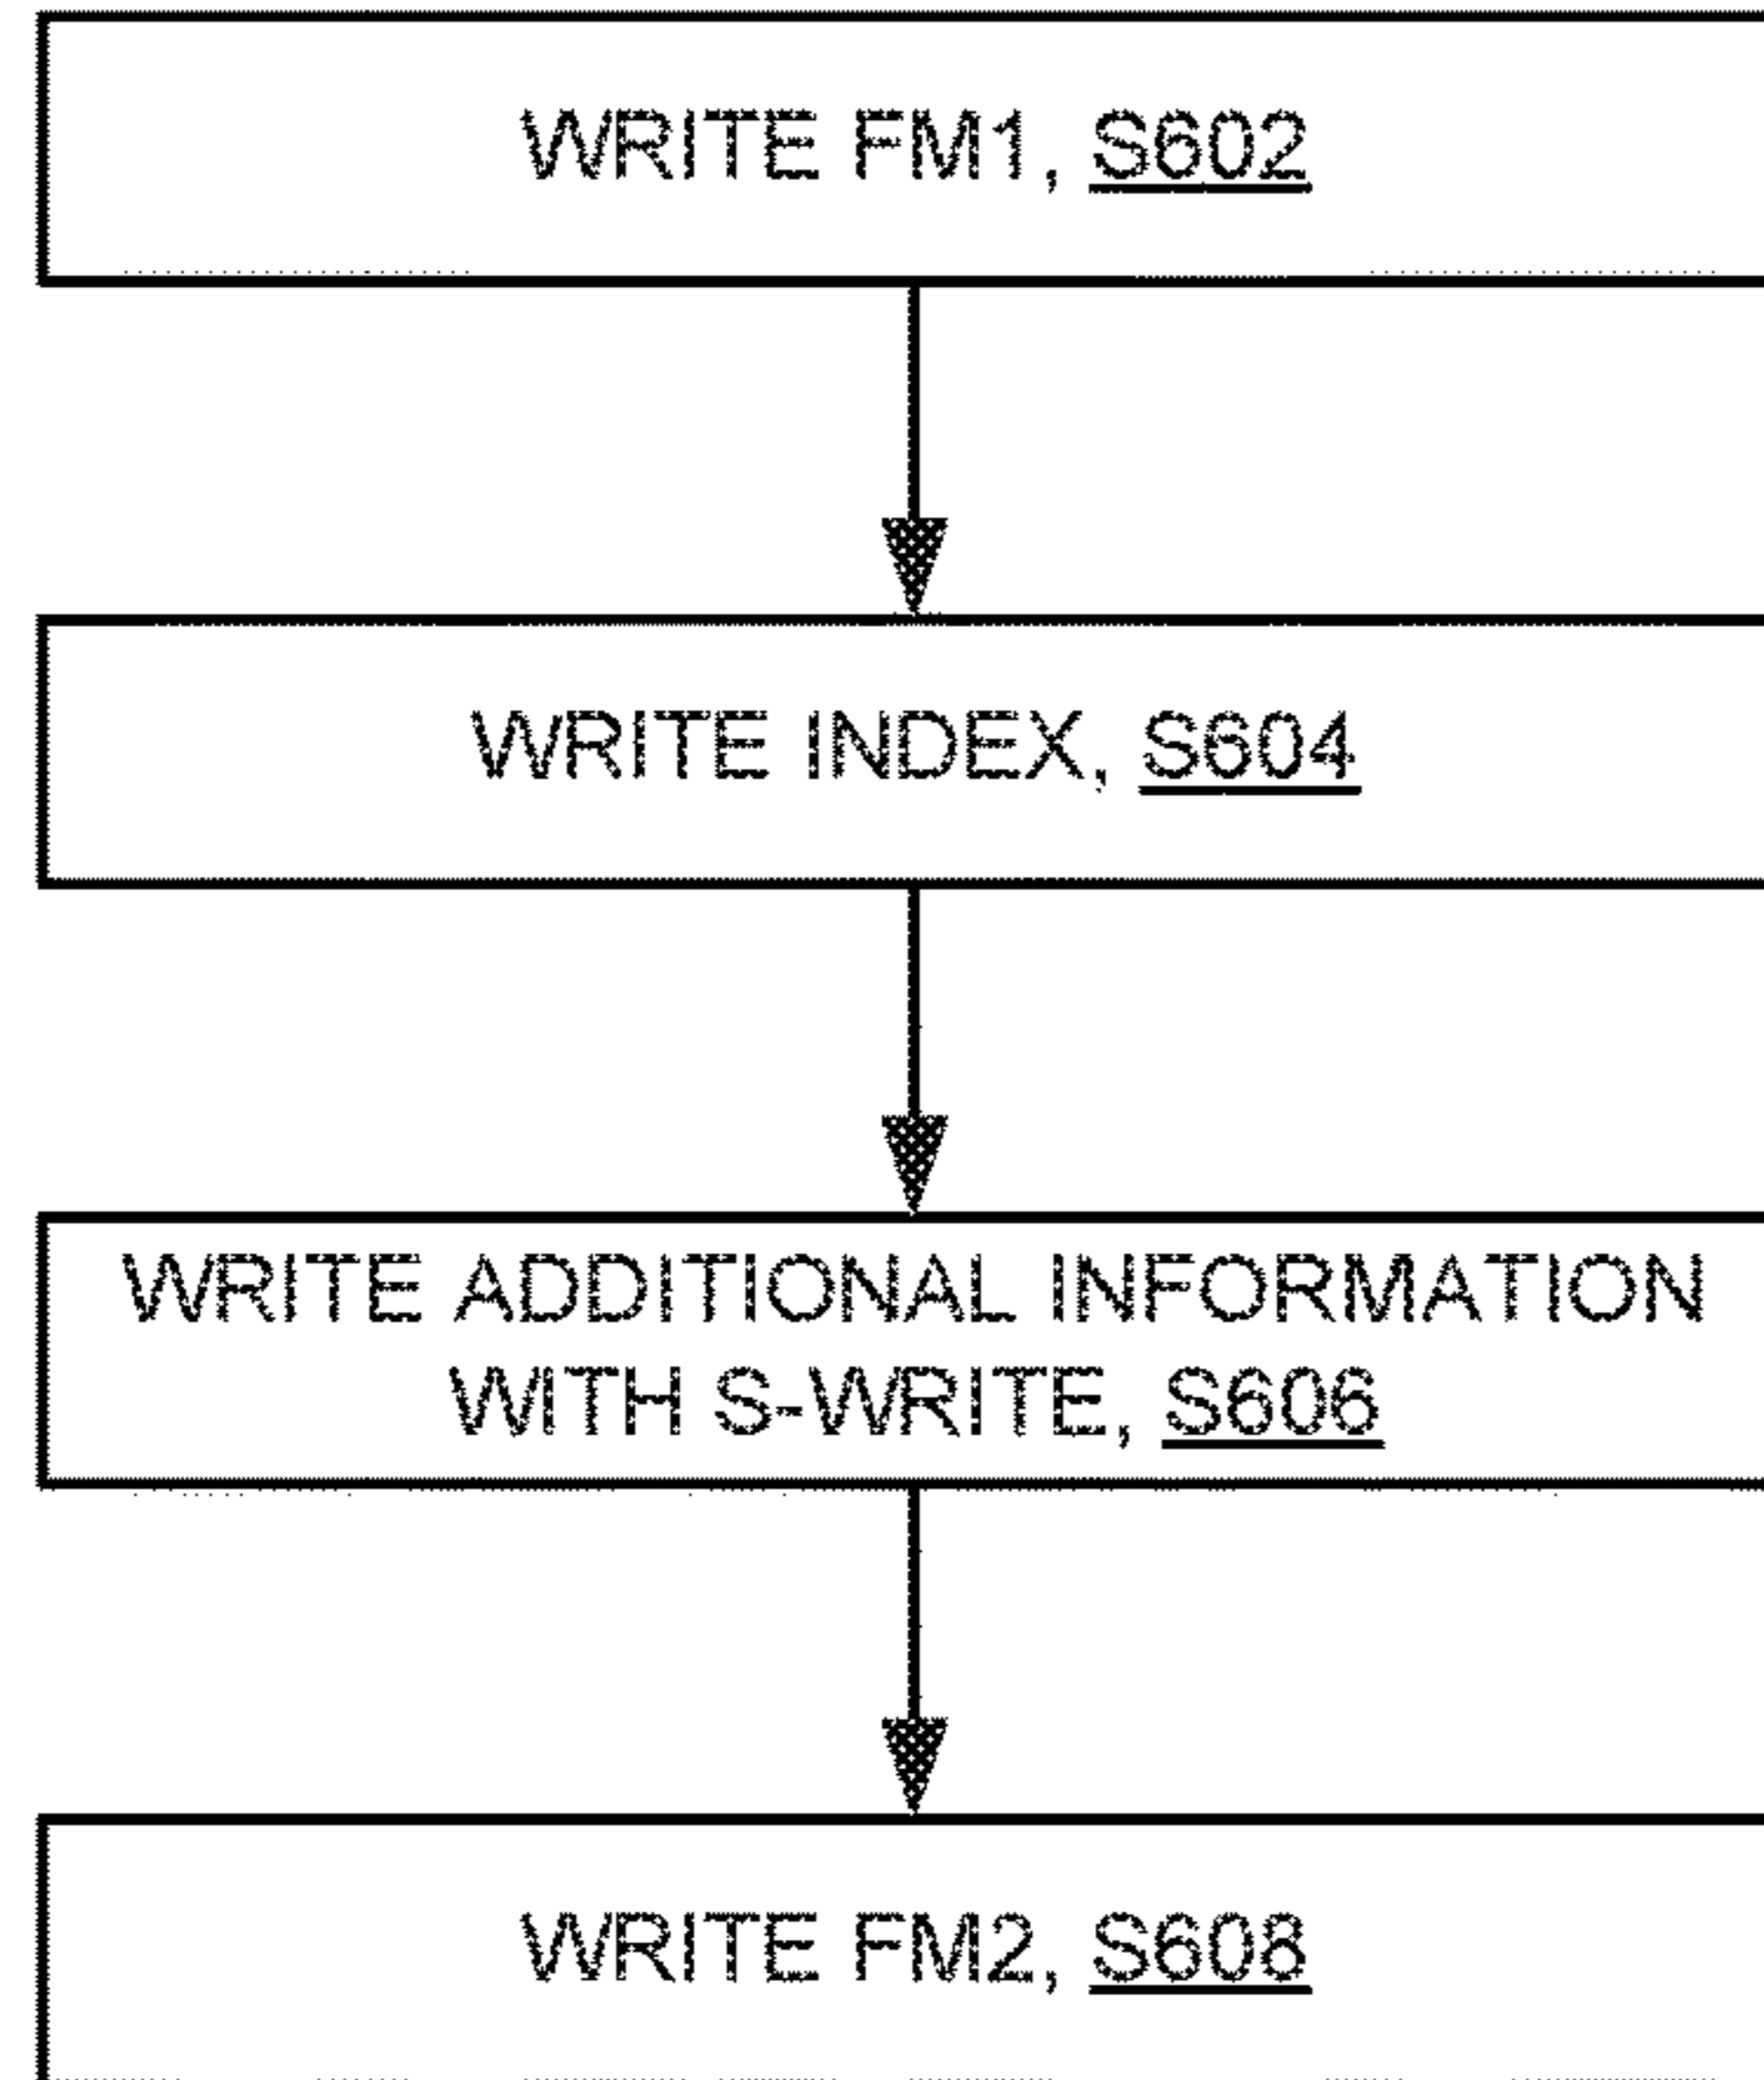 WRITE FM1, S602
WRITE INDEX, S604
WRITE ADDITIONAL INFORMATION
WITH S-WRITE, S606
WRITE FM2, S608